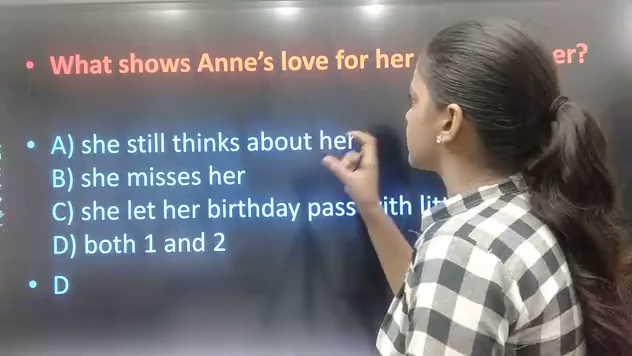 • What shows Anne's love for her er?
• A) she still thinks about her
B) she misses her
C) she let her birthday pass with
D) both 1 and 2
• D